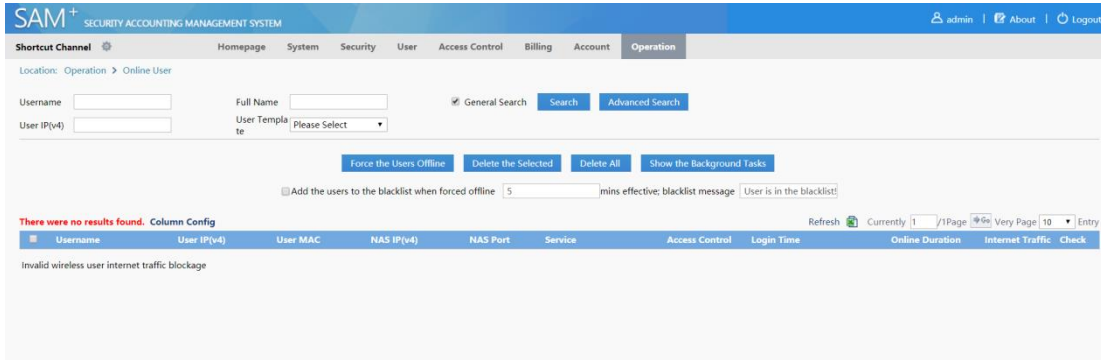 SAM+ SECURITY ACCOUNTING MANAGEMENT SYSTEM admin | About | Logout
Shortcut Channel Homepage System Security User Access Control Billing Account Operation
Location: Operation > Online User
Username Full Name General Search Search Advanced Search
User IP(v4) User Templa
te Please Select
Force the Users Offline Delete the Selected Delete All Show the Background Tasks
Add the users to the blacklist when forced offline 5 mins effective; blacklist message User is in the blacklist!
There were no results found. Column Config Refresh Currently 1 /1Page Go Very Page 10 Entry
Username User IP(v4) User MAC NAS IP(v4) NAS Port Service Access Control Login Time Online Duration Internet Traffic Check
Invalid wireless user internet traffic blockage